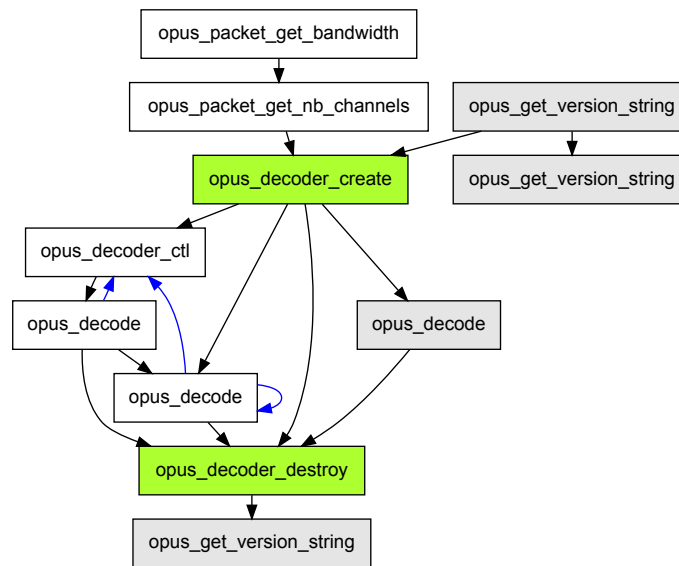 opus_packet_get_bandwidth
opus_packet_get_nb_channels
opus_get_version_string
opus_decoder_create
opus_get_version_string
opus_decoder_ctl
opus_decode
opus_decode
opus_decode
opus_decoder_destroy
opus_get_version_string